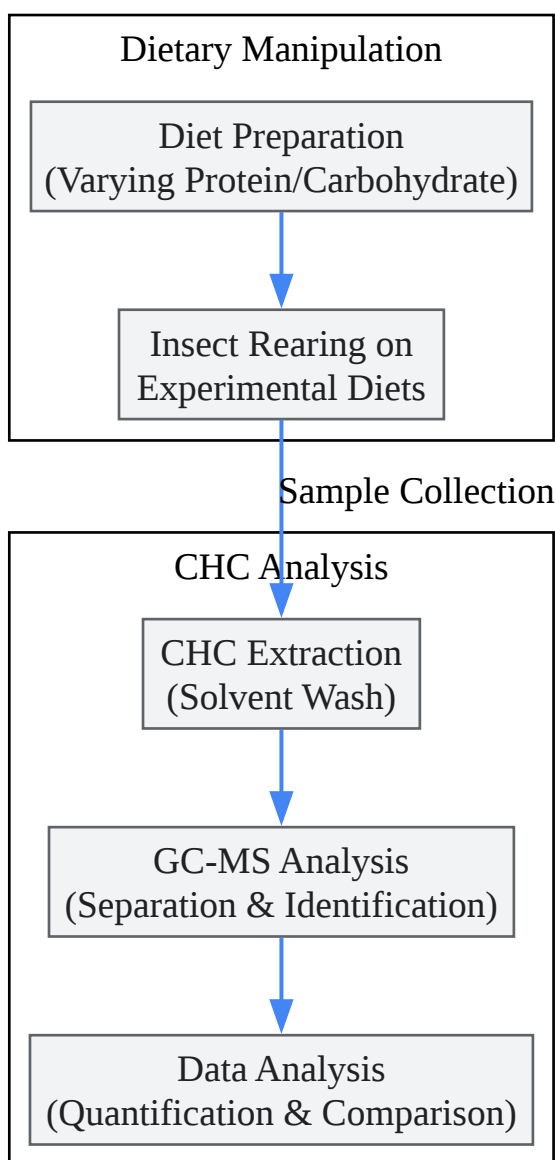 Dietary Manipulation
Diet Preparation
(Varying Protein/Carbohydrate)
Insect Rearing on
Experimental Diets
Sample Collection
CHC Analysis
CHC Extraction
(Solvent Wash)
GC-MS Analysis
(Separation & Identification)
Data Analysis
(Quantification & Comparison)